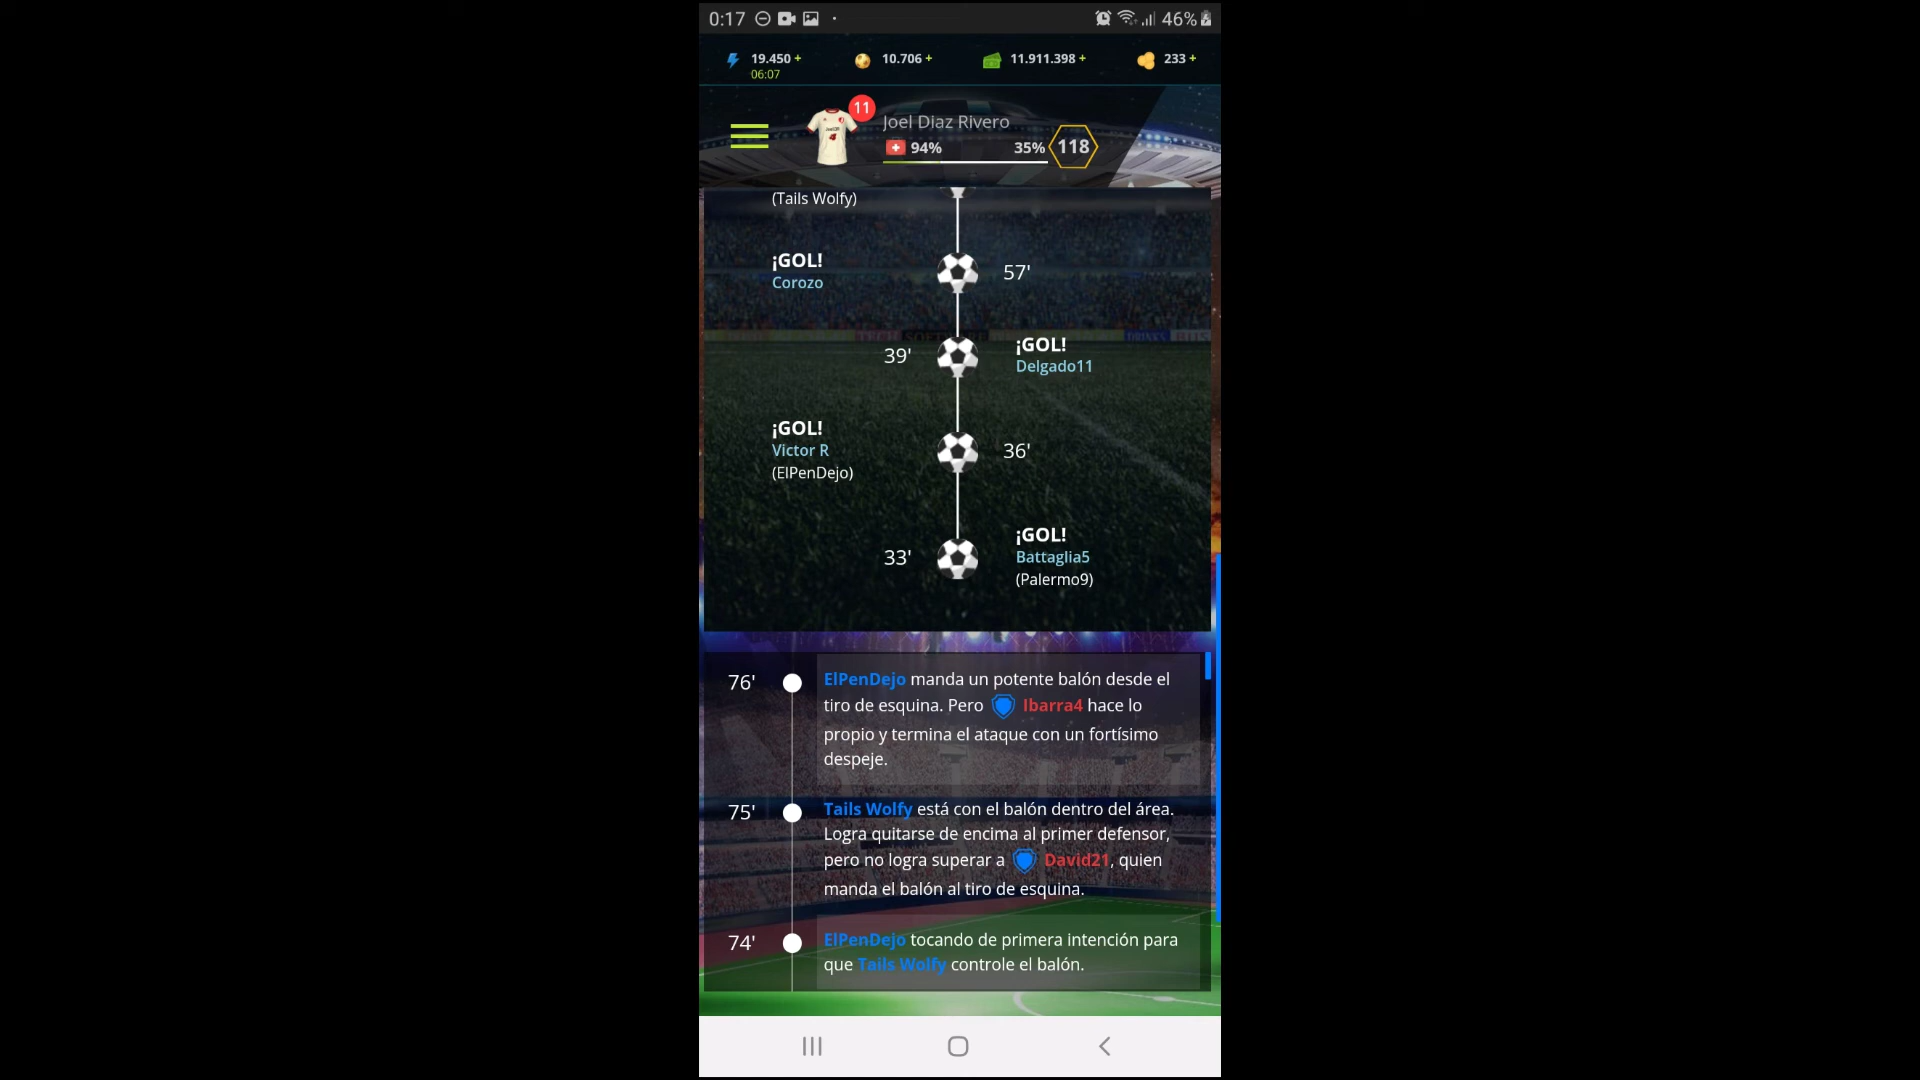 0:17
46%
19.450 +
06:07
10.706 +
11.911.398 +
233 +
11
Joel Diaz Rivero
94%
35%
118
(Tails Wolfy)
¡GOL!
Corozo
57'
39'
¡GOL!
Delgado11
¡GOL!
Victor R
(ElPenDejo)
36'
33'
¡GOL!
Battaglia5
(Palermo9)
76'
ElPenDejo manda un potente balón desde el
tiro de esquina. Pero Ibarra4 hace lo
propio y termina el ataque con un fortísimo
despeje.
75'
Tails Wolfy está con el balón dentro del área.
Logra quitarse de encima al primer defensor,
pero no logra superar a David21, quien
manda el balón al tiro de esquina.
74'
ElPenDejo tocando de primera intención para
que Tails Wolfy controle el balón.